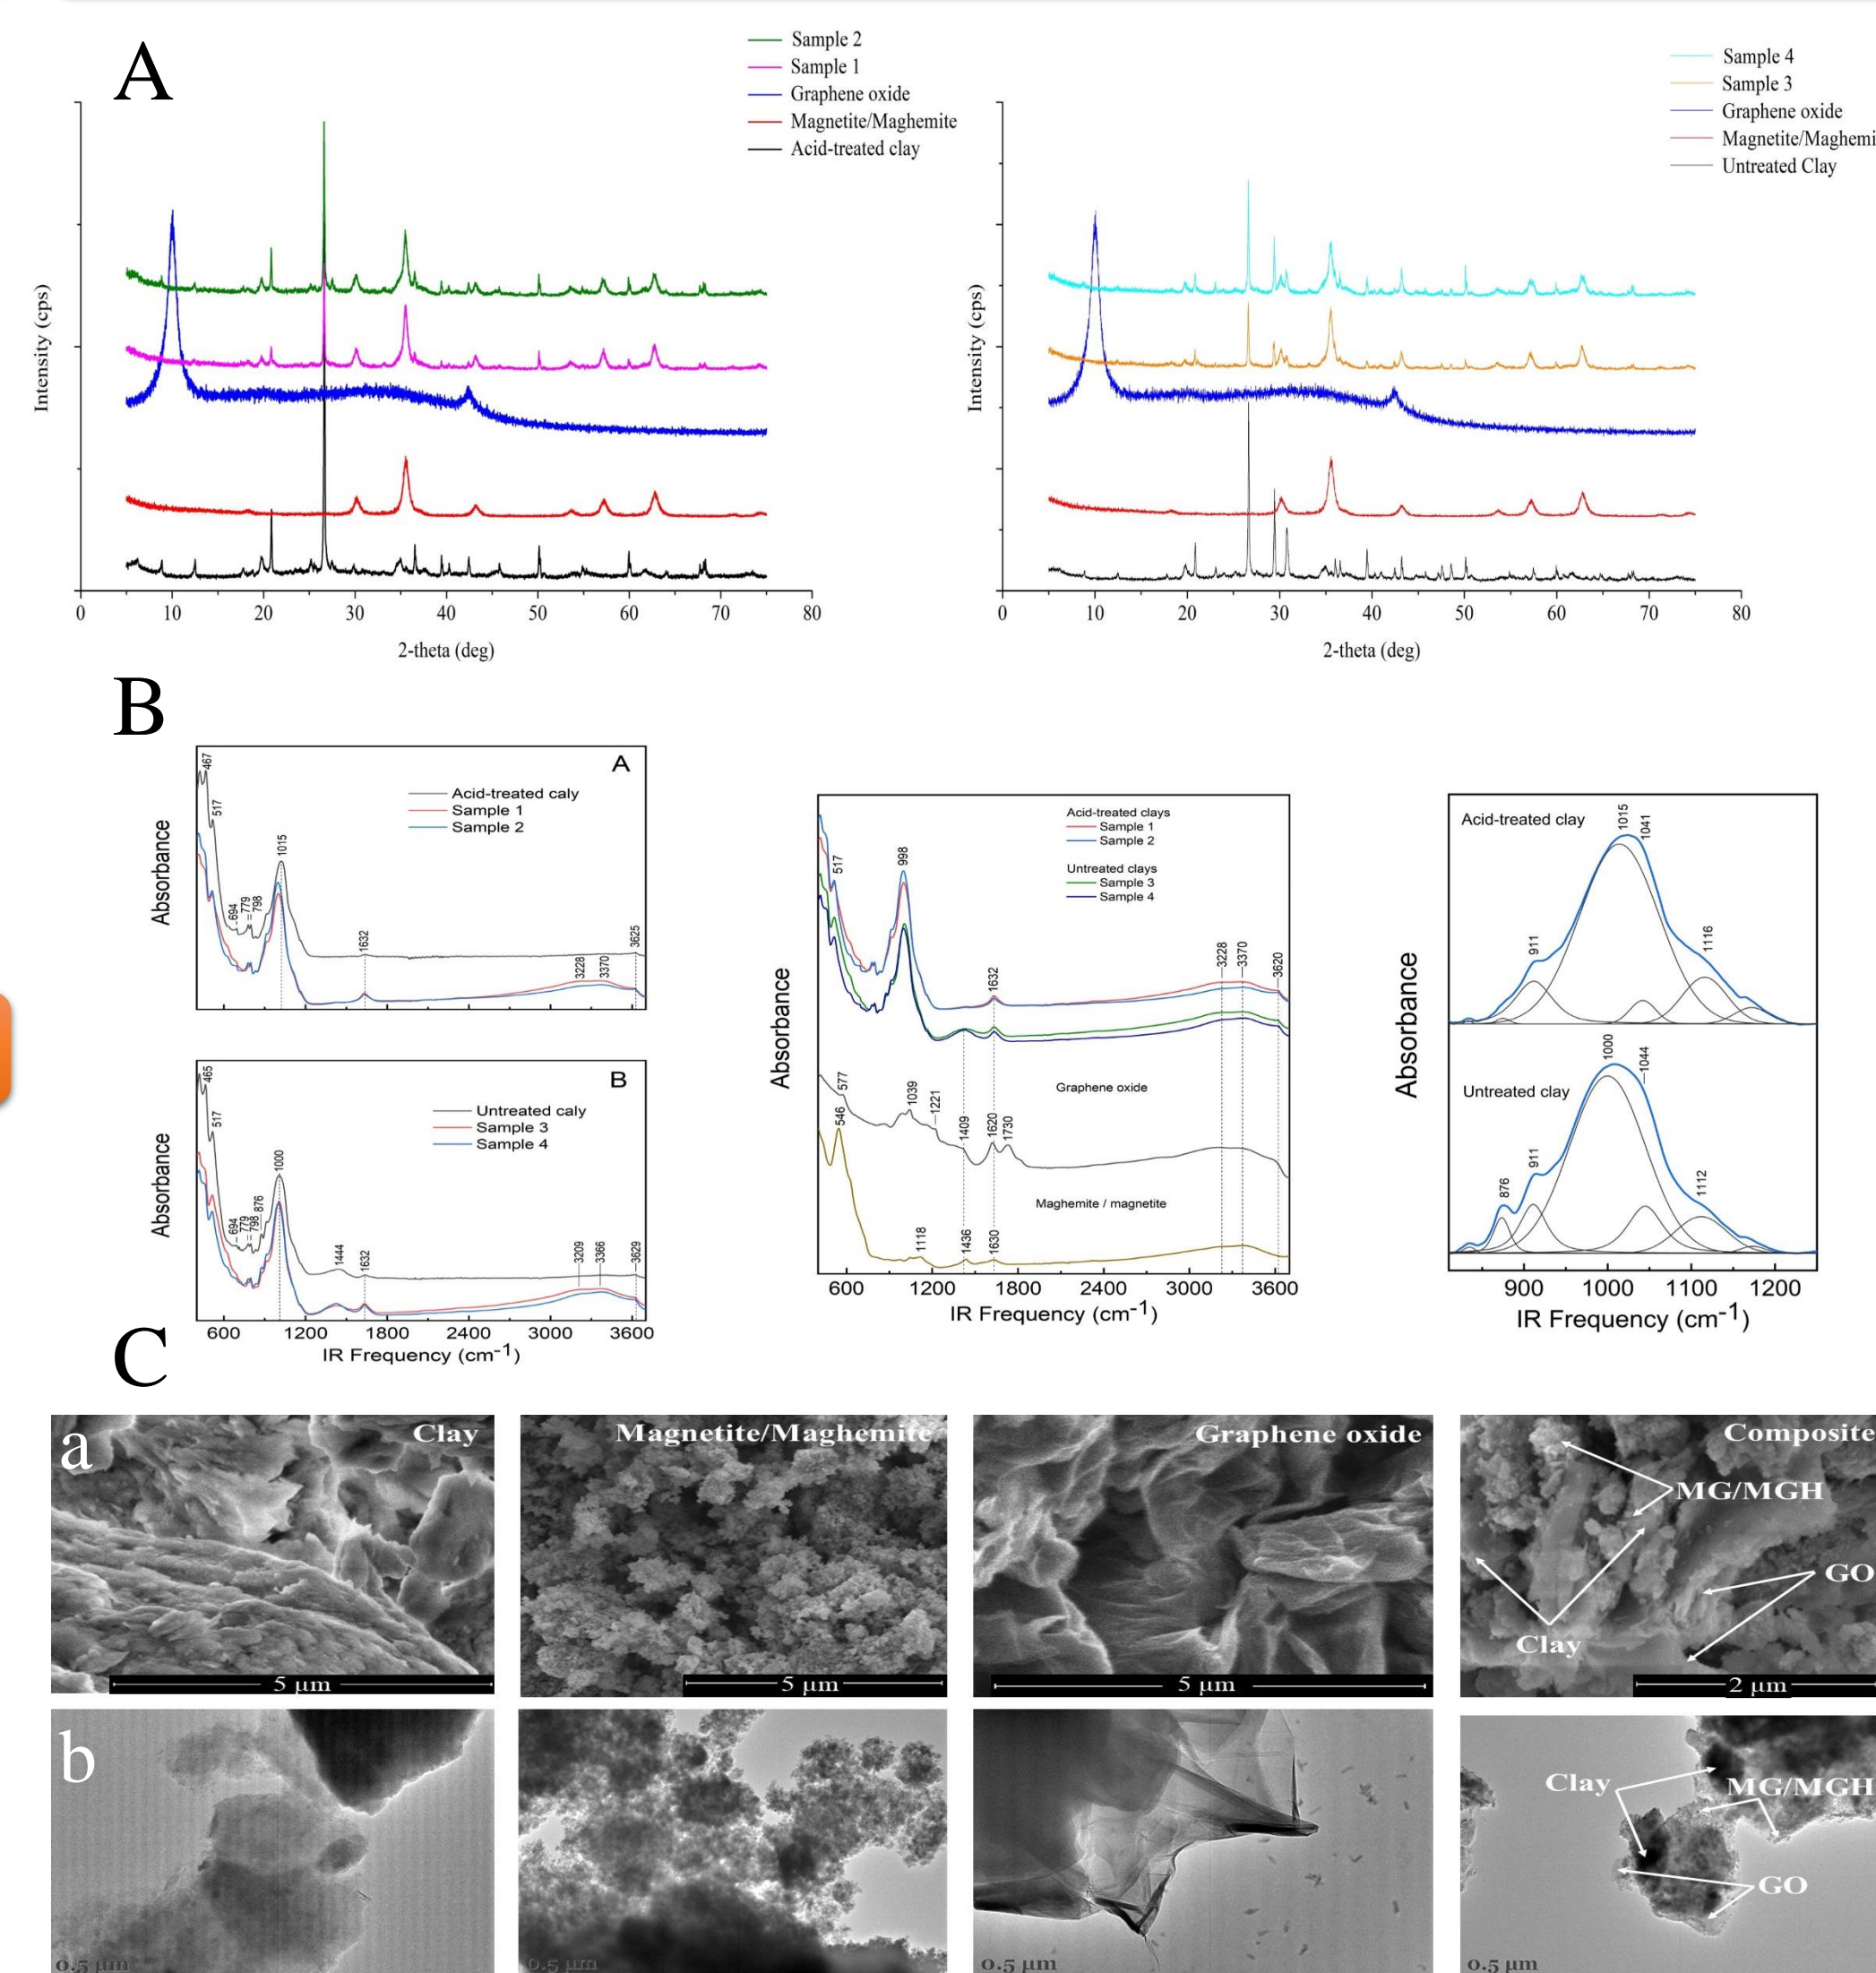 A
Sample 2
Sample 1
Graphene oxide
Magnetite/Maghemite
Acid-treated clay
Intensity (cps)
0 10 20 30 40 50 60 70 80
2-theta (deg)
Sample 4
Sample 3
Graphene oxide
Magnetite/Maghemi
Untreated Clay
Intensity (cps)
0 10 20 30 40 50 60 70 80
2-theta (deg)
B
A
Acid-treated caly
Sample 1
Sample 2
Absorbance
467
517
694
779
798
1015
1632
3228
3370
3625
B
Untreated caly
Sample 3
Sample 4
Absorbance
465
517
694
779
798
876
1000
1444
1632
3209
3366
3629
600 1200 1800 2400 3000 3600
IR Frequency (cm-1)
Acid-treated clays
Sample 1
Sample 2
Untreated clays
Sample 3
Sample 4
Absorbance
517
998
1632
3228
3370
3620
Graphene oxide
577
1039
1221
1409
1620
1730
Maghemite / magnetite
546
1118
1436
1630
600 1200 1800 2400 3000 3600
IR Frequency (cm-1)
Absorbance
Acid-treated clay
911
1015
1041
1116
Untreated clay
876
911
1000
1044
1112
900 1000 1100 1200
IR Frequency (cm-1)
C
a
Clay
5 µm
Magnetite/Maghemite
5 µm
Graphene oxide
5 µm
Composite
MG/MGH
GO
Clay
2 µm
b
0.5 µm
0.5 µm
0.5 µm
Clay
MG/MGH
GO
0.5 µm